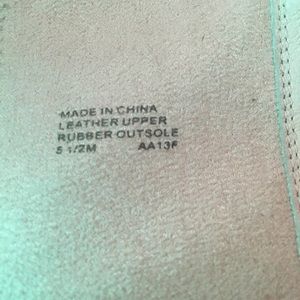 MADE IN CHINA
LEATHER UPPER
RUBBER OUTSOLE
5 1/2M AA13F